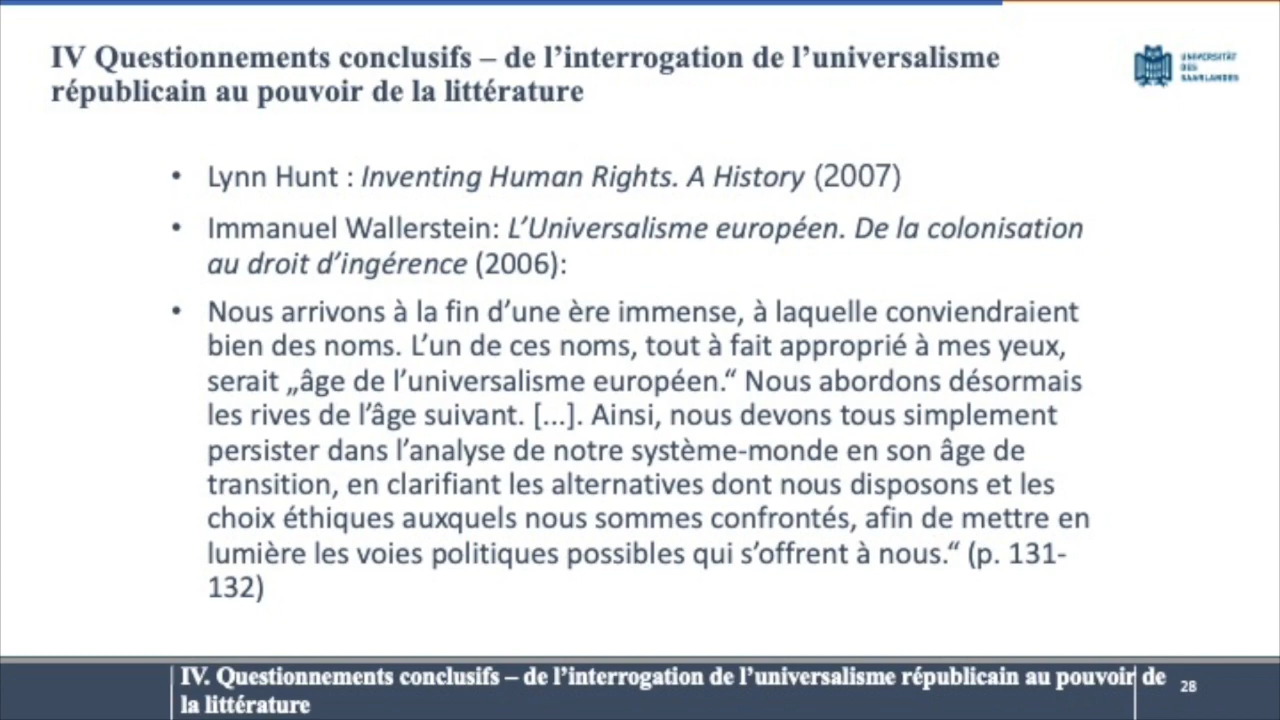 IV Questionnements conclusifs – de l’interrogation de l’universalisme
républicain au pouvoir de la littérature
UNIVERSITÄT
DES
SAARLANDES
• Lynn Hunt : Inventing Human Rights. A History (2007)
• Immanuel Wallerstein: L’Universalisme européen. De la colonisation
au droit d’ingérence (2006):
• Nous arrivons à la fin d’une ère immense, à laquelle conviendraient
bien des noms. L’un de ces noms, tout à fait approprié à mes yeux,
serait „âge de l’universalisme européen.“ Nous abordons désormais
les rives de l’âge suivant. [...]. Ainsi, nous devons tous simplement
persister dans l’analyse de notre système-monde en son âge de
transition, en clarifiant les alternatives dont nous disposons et les
choix éthiques auxquels nous sommes confrontés, afin de mettre en
lumière les voies politiques possibles qui s’offrent à nous.“ (p. 131-
132)
IV. Questionnements conclusifs – de l’interrogation de l’universalisme républicain au pouvoir de
la littérature
28